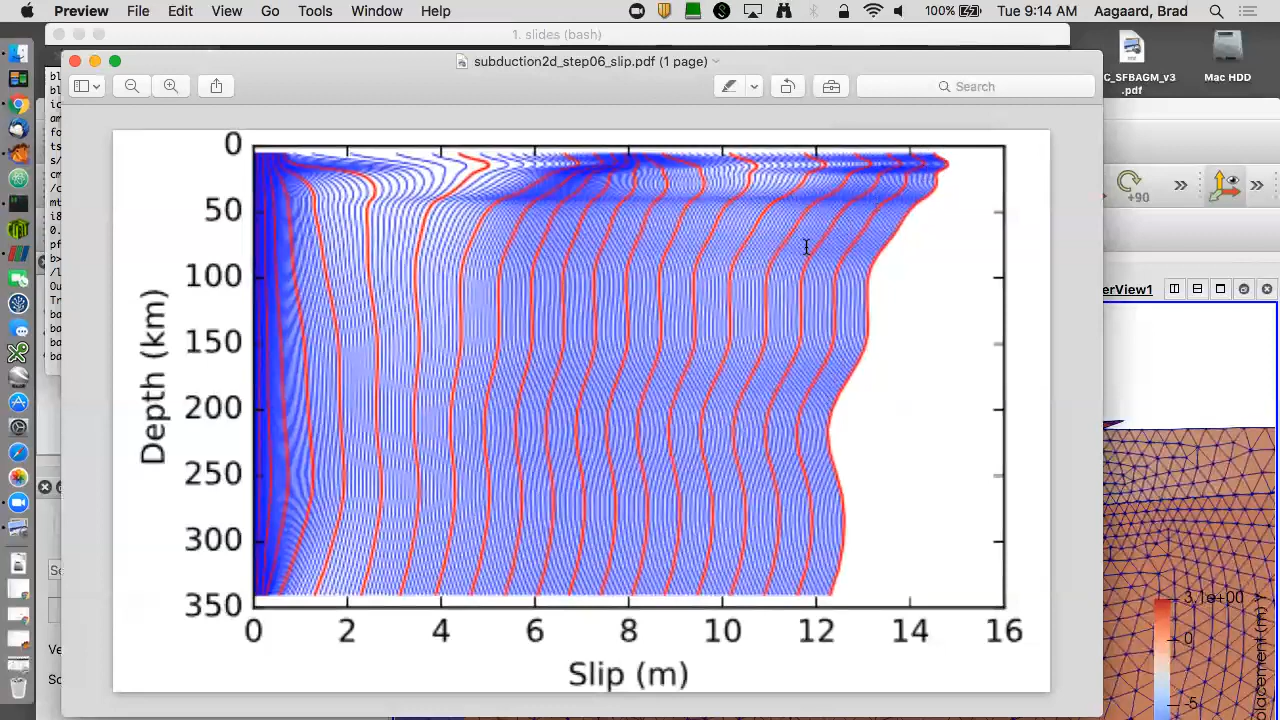 Preview File Edit View Go Tools Window Help 100% Tue 9:14 AM Aagaard, Brad
1. slides (bash)
subduction2d_step06_slip.pdf (1 page)
Search
C_SFBAGM_v3
.pdf
Mac HDD
+90
erView1
0
50
100
150
200
250
300
350
Depth (km)
0 2 4 6 8 10 12 14 16
Slip (m)
3.1e+00
0
-5
placement (m) Y